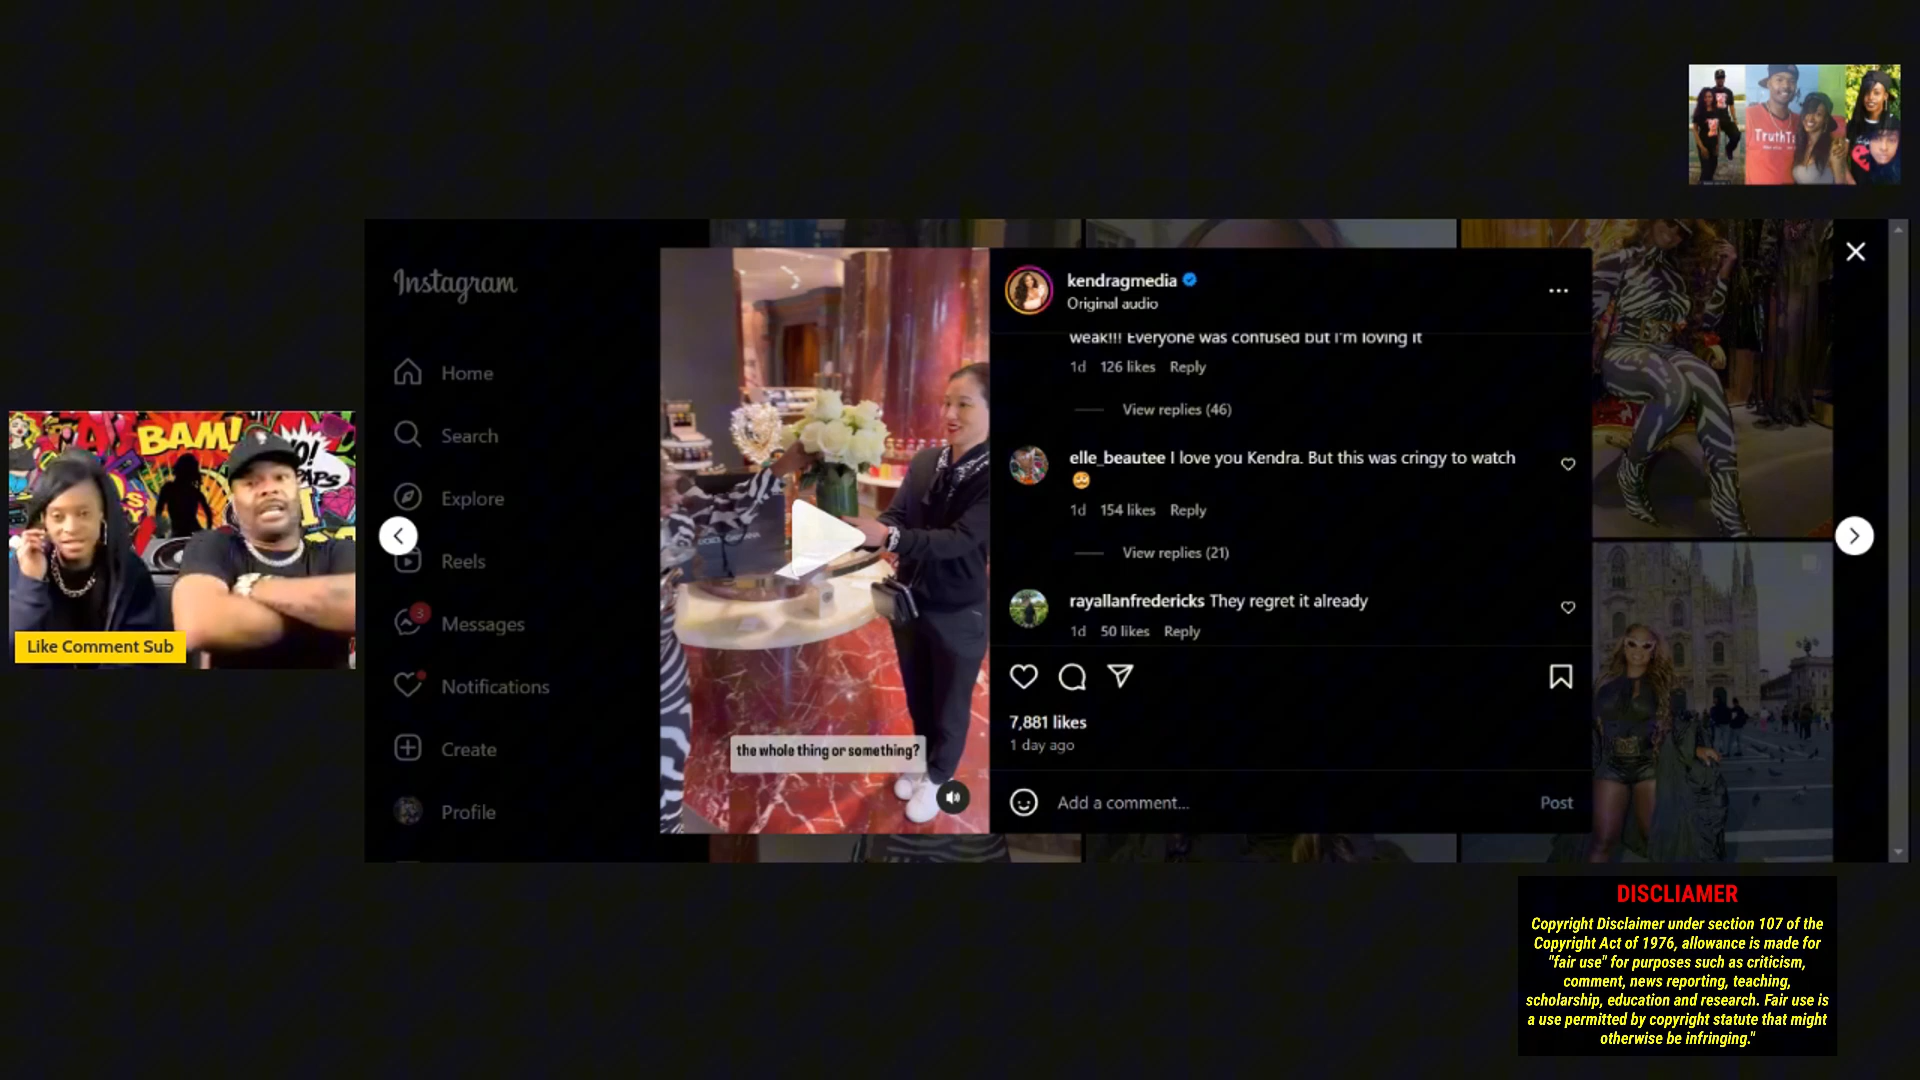 TruthT
Instagram
Home
Search
Explore
Reels
3
Messages
Notifications
Create
Profile
BAM!
Like Comment Sub
the whole thing or something?
kendragmedia
Original audio
weak!!! Everyone was confused but I'm loving it
1d 126 likes Reply
View replies (46)
elle_beautee I love you Kendra. But this was cringy to watch
1d 154 likes Reply
View replies (21)
rayallanfredericks They regret it already
1d 50 likes Reply
7,881 likes
1 day ago
Add a comment...
Post
DISCLIAMER
Copyright Disclaimer under section 107 of the
Copyright Act of 1976, allowance is made for
"fair use" for purposes such as criticism,
comment, news reporting, teaching,
scholarship, education and research. Fair use is
a use permitted by copyright statute that might
otherwise be infringing."